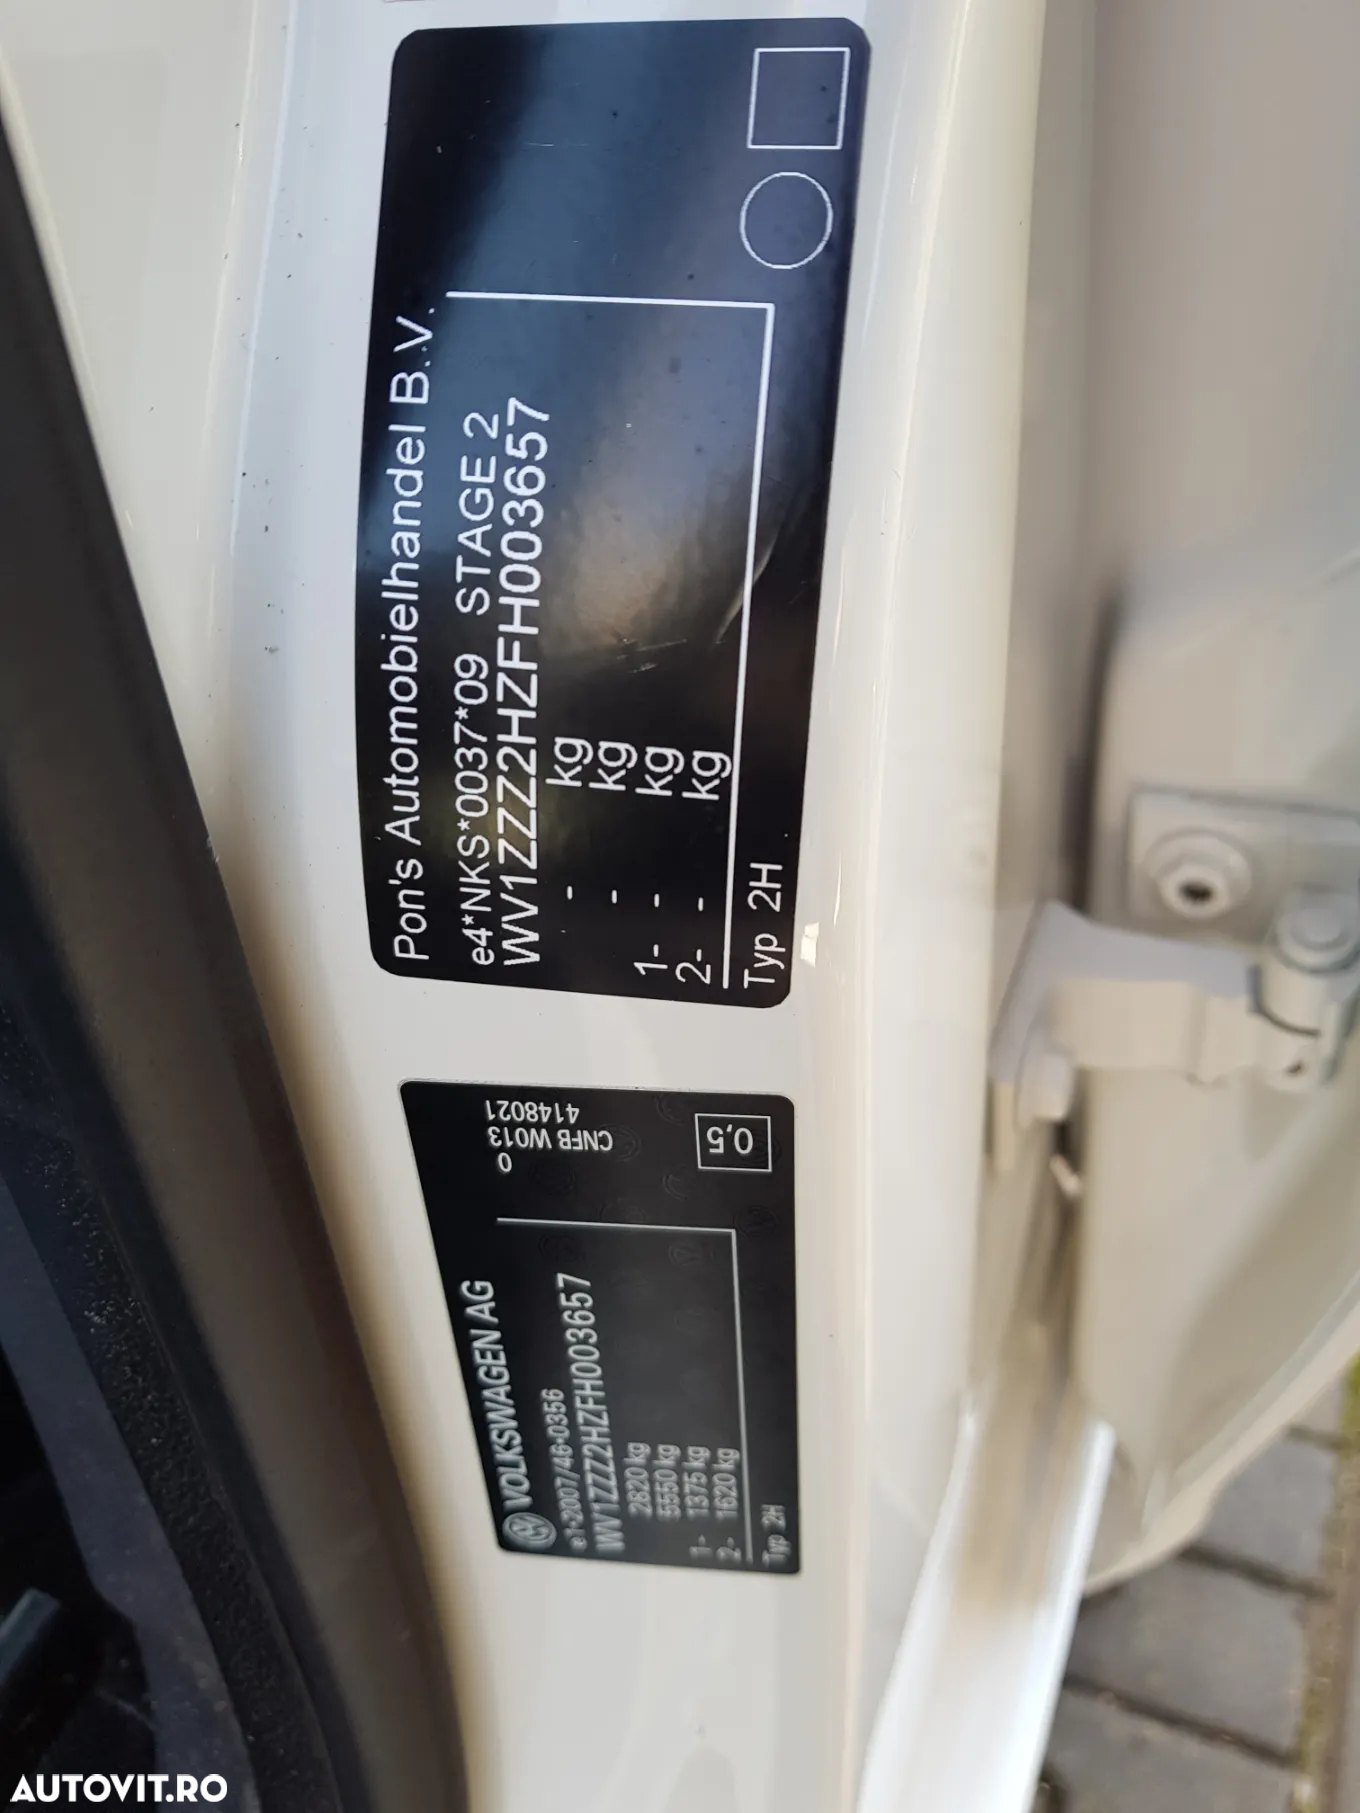 Pon's Automobielhandel B.V.
e4*NKS*0037*09 STAGE 2
WV1ZZZ2HZFH003657
- kg
- kg
1- - kg
2- - kg
Typ 2H
VOLKSWAGEN AG
e1*2007/46*0356
WV1ZZZ2HZFH003657
2820 kg
5550 kg
1- 1375 kg
2- 1620 kg
Typ 2H
4148021
CNFB W013
0
0,5
AUTOVIT.RO